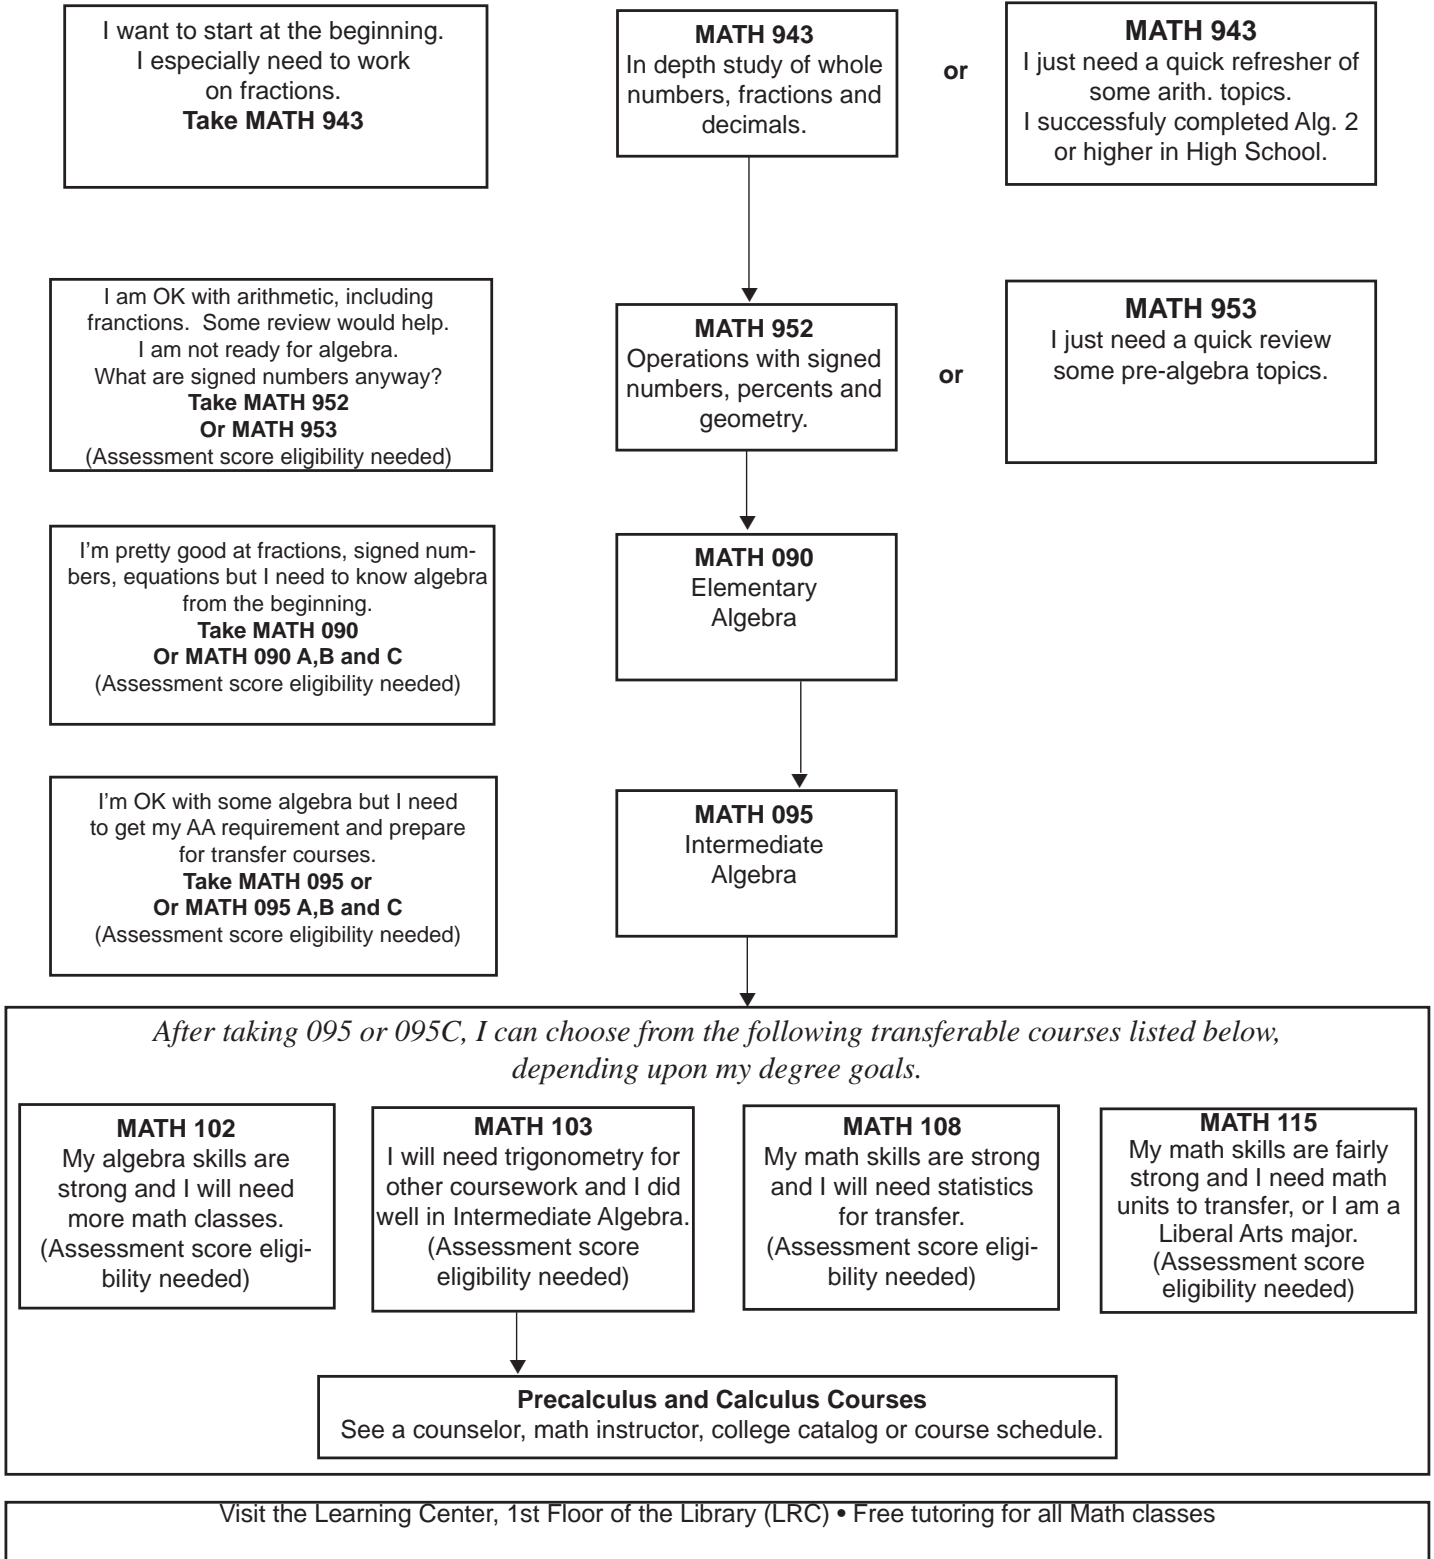 I want to start at the beginning.
I especially need to work
on fractions.
Take MATH 943
MATH 943
In depth study of whole
numbers, fractions and
decimals.
or
MATH 943
I just need a quick refresher of
some arith. topics.
I successfuly completed Alg. 2
or higher in High School.
I am OK with arithmetic, including
franctions.  Some review would help.
I am not ready for algebra.
What are signed numbers anyway?
Take MATH 952
Or MATH 953
(Assessment score eligibility needed)
MATH 952
Operations with signed
numbers, percents and
geometry.
or
MATH 953
I just need a quick review
some pre-algebra topics.
I'm pretty good at fractions, signed num-
bers, equations but I need to know algebra
from the beginning.
Take MATH 090
Or MATH 090 A,B and C
(Assessment score eligibility needed)
MATH 090
Elementary
Algebra
I'm OK with some algebra but I need
to get my AA requirement and prepare
for transfer courses.
Take MATH 095 or
Or MATH 095 A,B and C
(Assessment score eligibility needed)
MATH 095
Intermediate
Algebra
After taking 095 or 095C, I can choose from the following transferable courses listed below,
depending upon my degree goals.
MATH 102
My algebra skills are
strong and I will need
more math classes.
(Assessment score eligi-
bility needed)
MATH 103
I will need trigonometry for
other coursework and I did
well in Intermediate Algebra.
(Assessment score
eligibility needed)
MATH 108
My math skills are strong
and I will need statistics
for transfer.
(Assessment score eligi-
bility needed)
MATH 115
My math skills are fairly
strong and I need math
units to transfer, or I am a
Liberal Arts major.
(Assessment score
eligibility needed)
Precalculus and Calculus Courses
See a counselor, math instructor, college catalog or course schedule.
Visit the Learning Center, 1st Floor of the Library (LRC) • Free tutoring for all Math classes